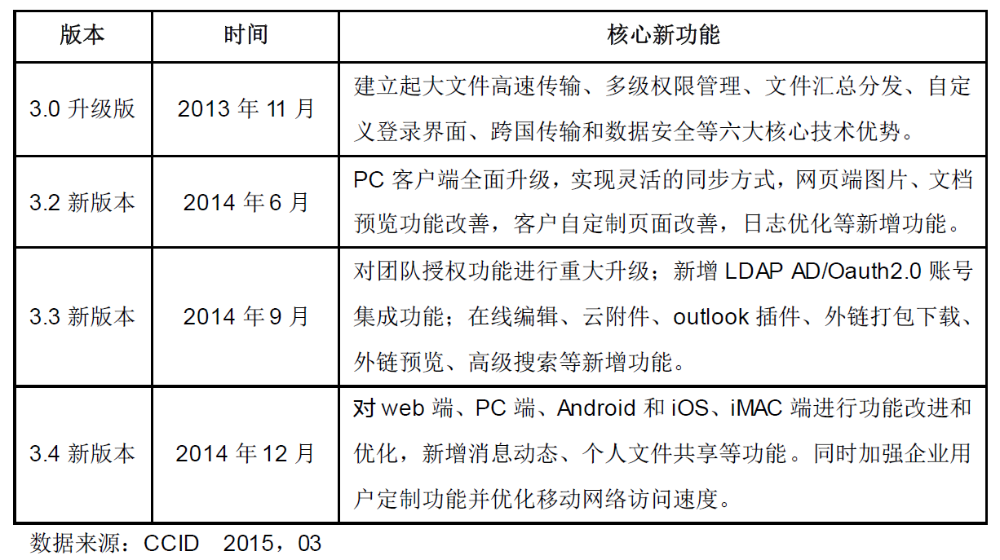 版本 时间 核心新功能
3.0 升级版 2013 年 11 月 建立起大文件高速传输、多级权限管理、文件汇总分发、自定
义登录界面、跨国传输和数据安全等六大核心技术优势。
3.2 新版本 2014 年 6 月 PC 客户端全面升级，实现灵活的同步方式，网页端图片、文档
预览功能改善，客户自定制页面改善，日志优化等新增功能。
3.3 新版本 2014 年 9 月 对团队授权功能进行重大升级；新增 LDAP AD/Oauth2.0 账号
集成功能；在线编辑、云附件、outlook 插件、外链打包下载、
外链预览、高级搜索等新增功能。
3.4 新版本 2014 年 12 月 对 web 端、PC 端、Android 和 iOS、iMAC 端进行功能改进和
优化，新增消息动态、个人文件共享等功能。同时加强企业用
户定制功能并优化移动网络访问速度。
数据来源：CCID 2015，03